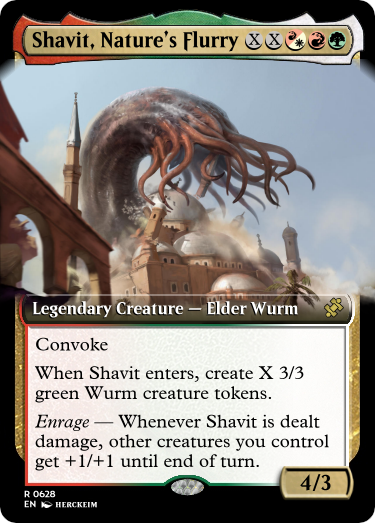 Shavit, Nature's Flurry X X
Legendary Creature — Elder Wurm
Convoke
When Shavit enters, create X 3/3
green Wurm creature tokens.
Enrage — Whenever Shavit is dealt
damage, other creatures you control
get +1/+1 until end of turn.
4/3
R 0628
EN HERCKEIM